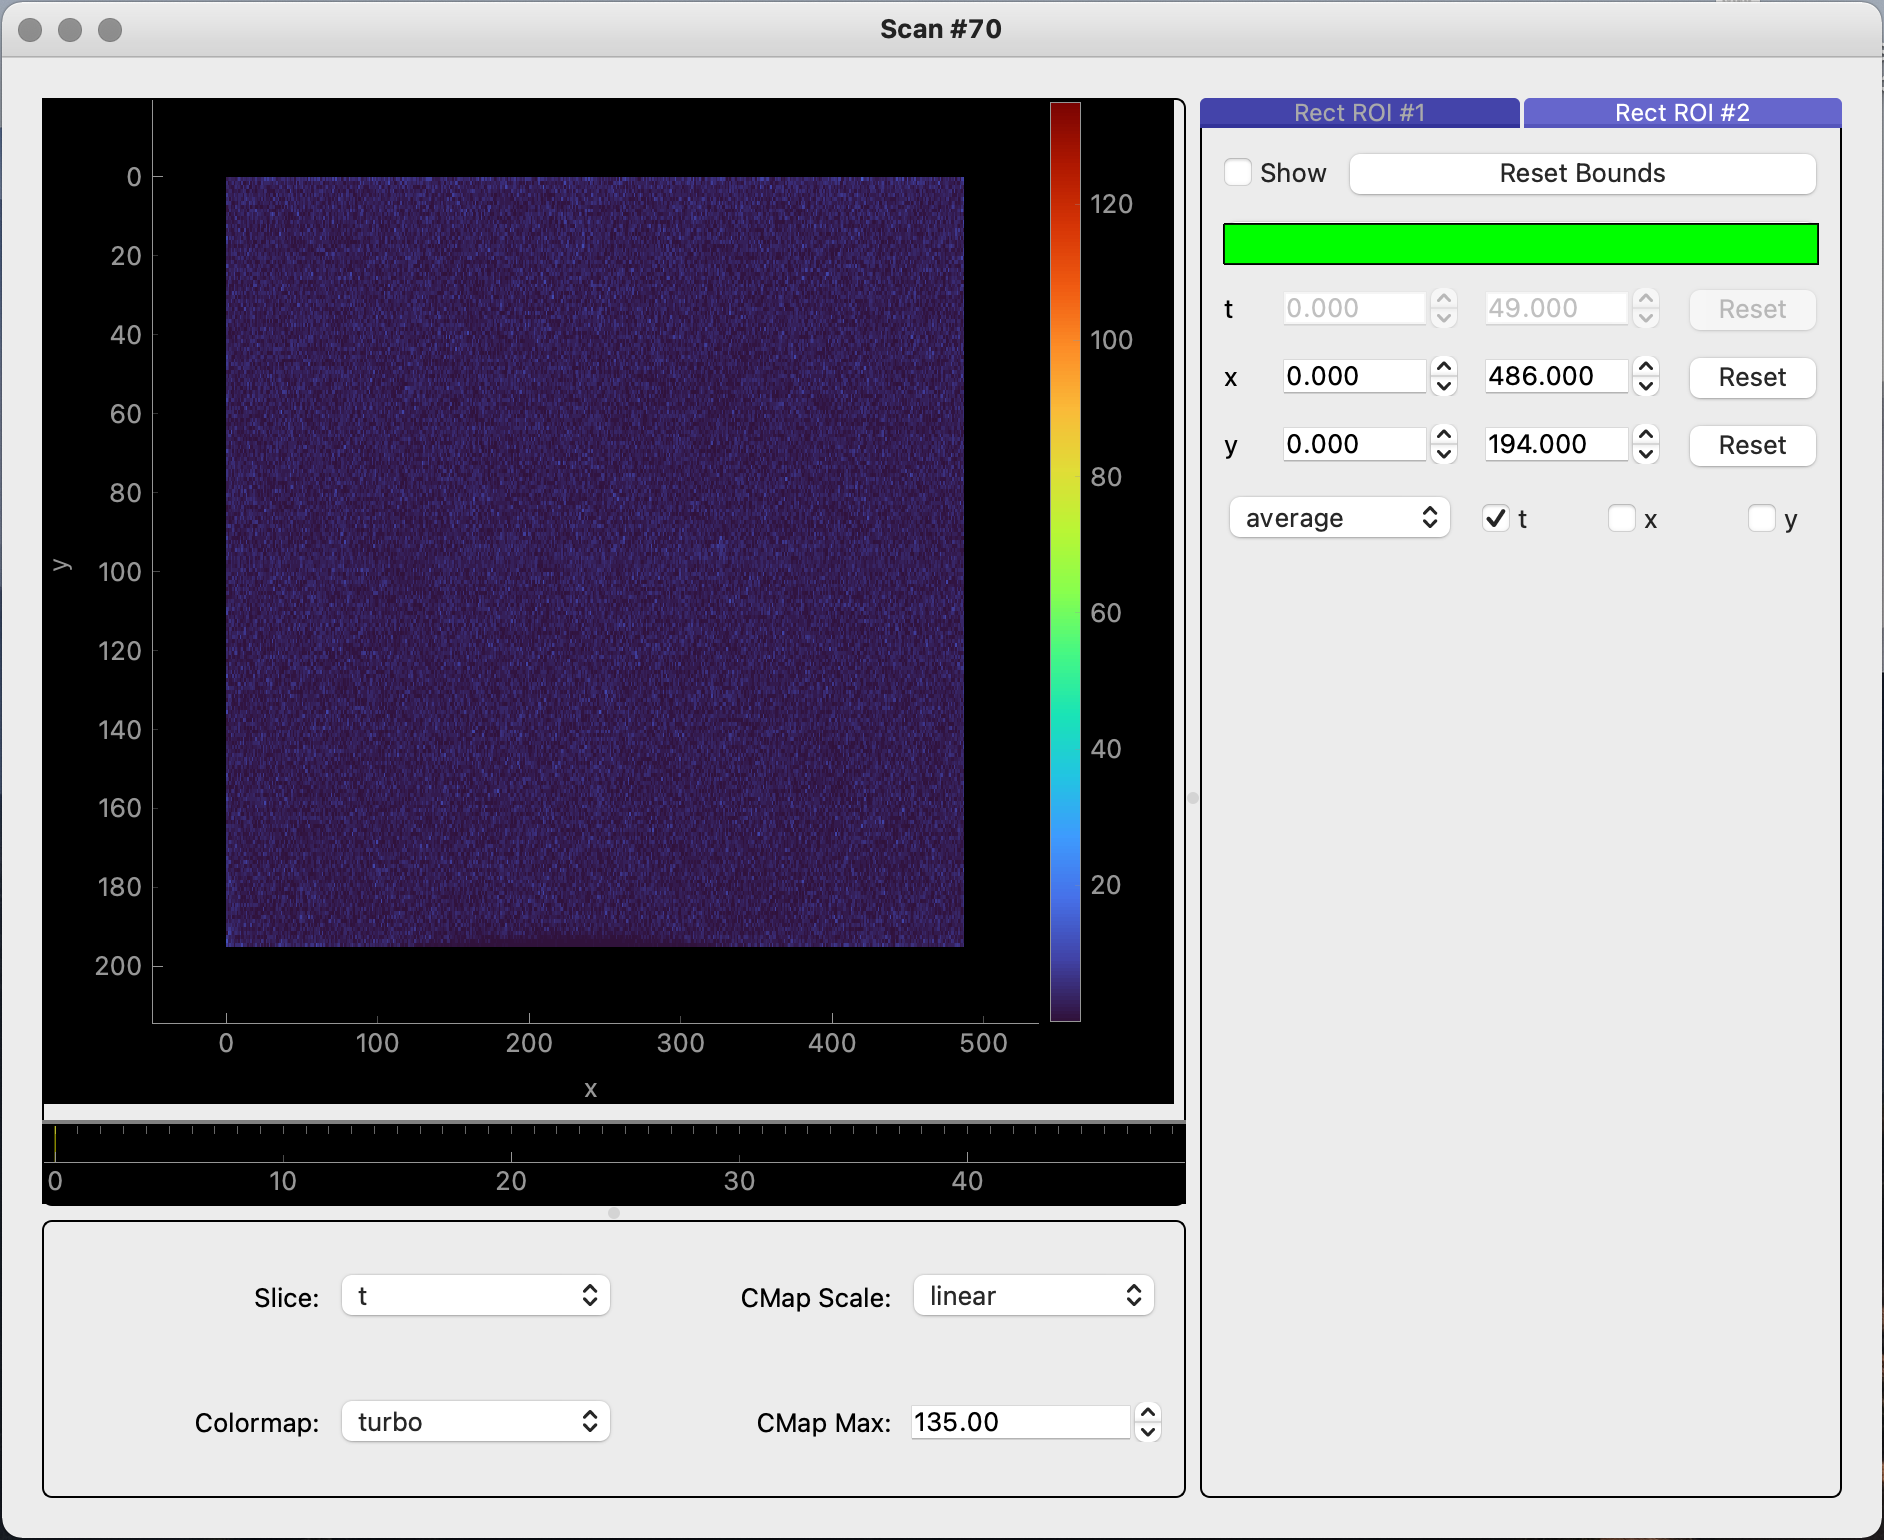 Scan #70
Rect ROI #1
Rect ROI #2
Show
Reset Bounds
t 0.000 49.000 Reset
x 0.000 486.000 Reset
y 0.000 194.000 Reset
average t x y
0
20
40
60
80
100
120
140
160
180
200
y
0 100 200 300 400 500
x
120
100
80
60
40
20
0 10 20 30 40
Slice: t
CMap Scale: linear
Colormap: turbo
CMap Max: 135.00